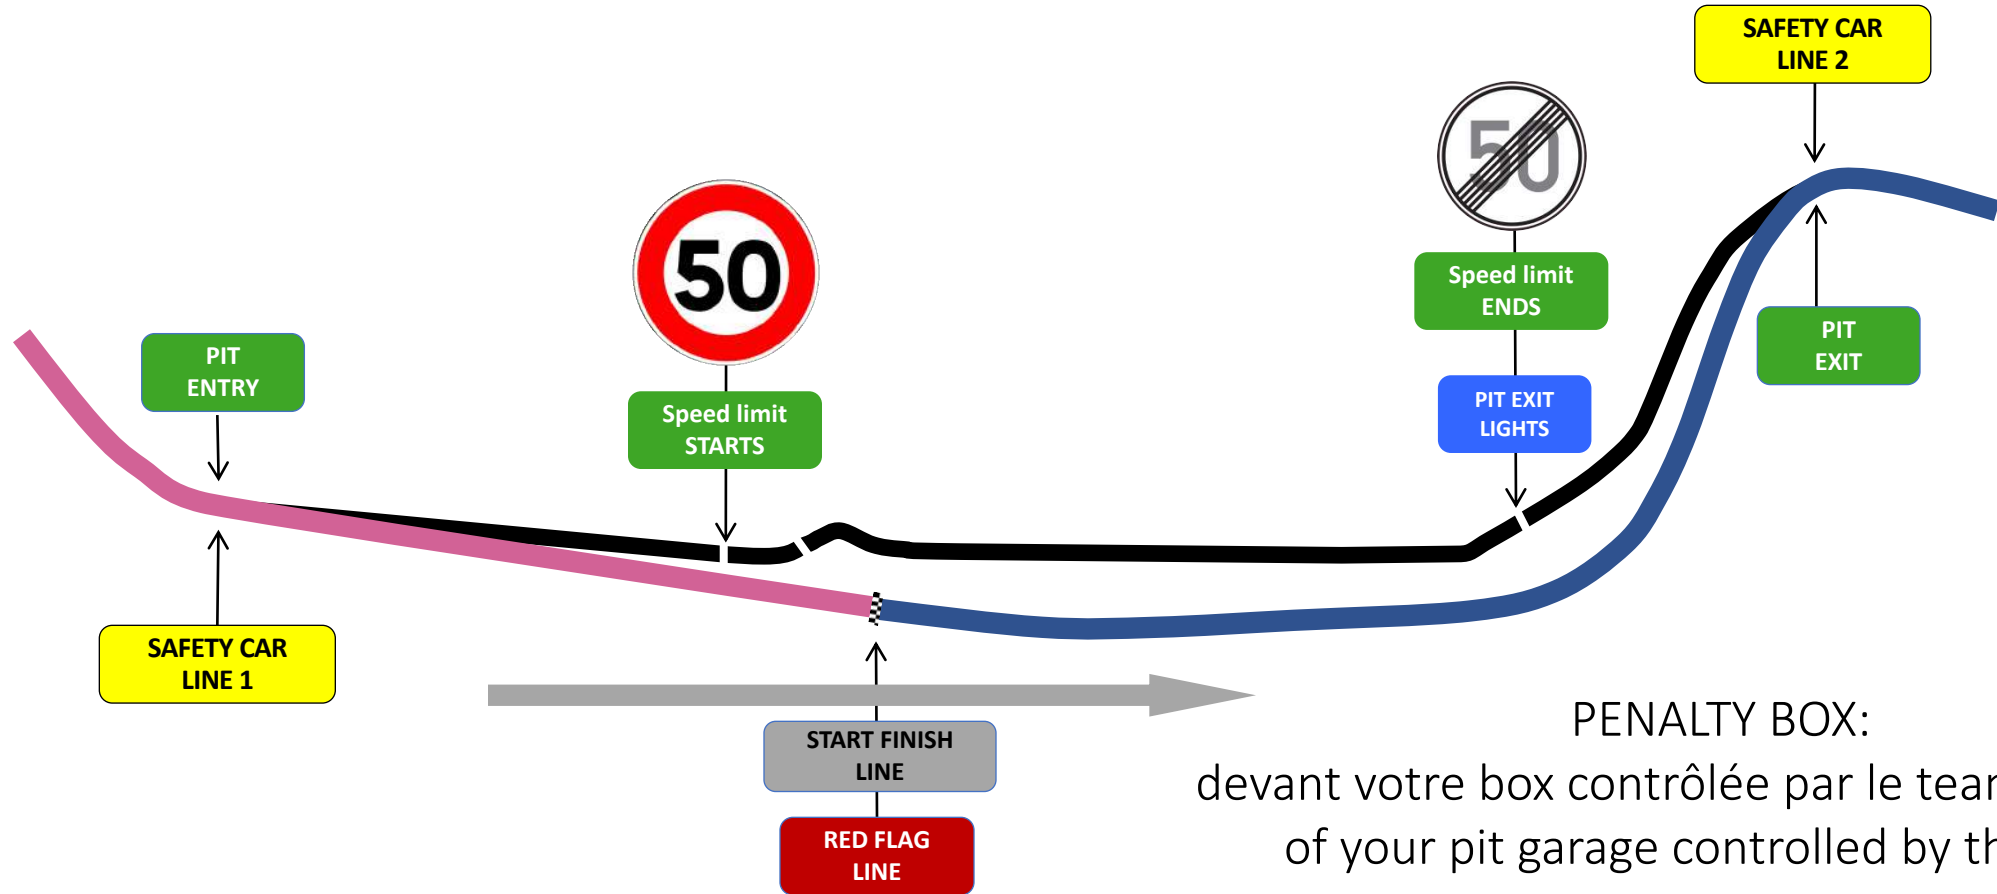 SAFETY CAR
LINE 2
50
50
Speed limit
ENDS
PIT
ENTRY
PIT
EXIT
Speed limit
STARTS
PIT EXIT
LIGHTS
SAFETY CAR
LINE 1
START FINISH
LINE
RED FLAG
LINE
PENALTY BOX:
devant votre box contrôlée par le
of your pit garage controlled by